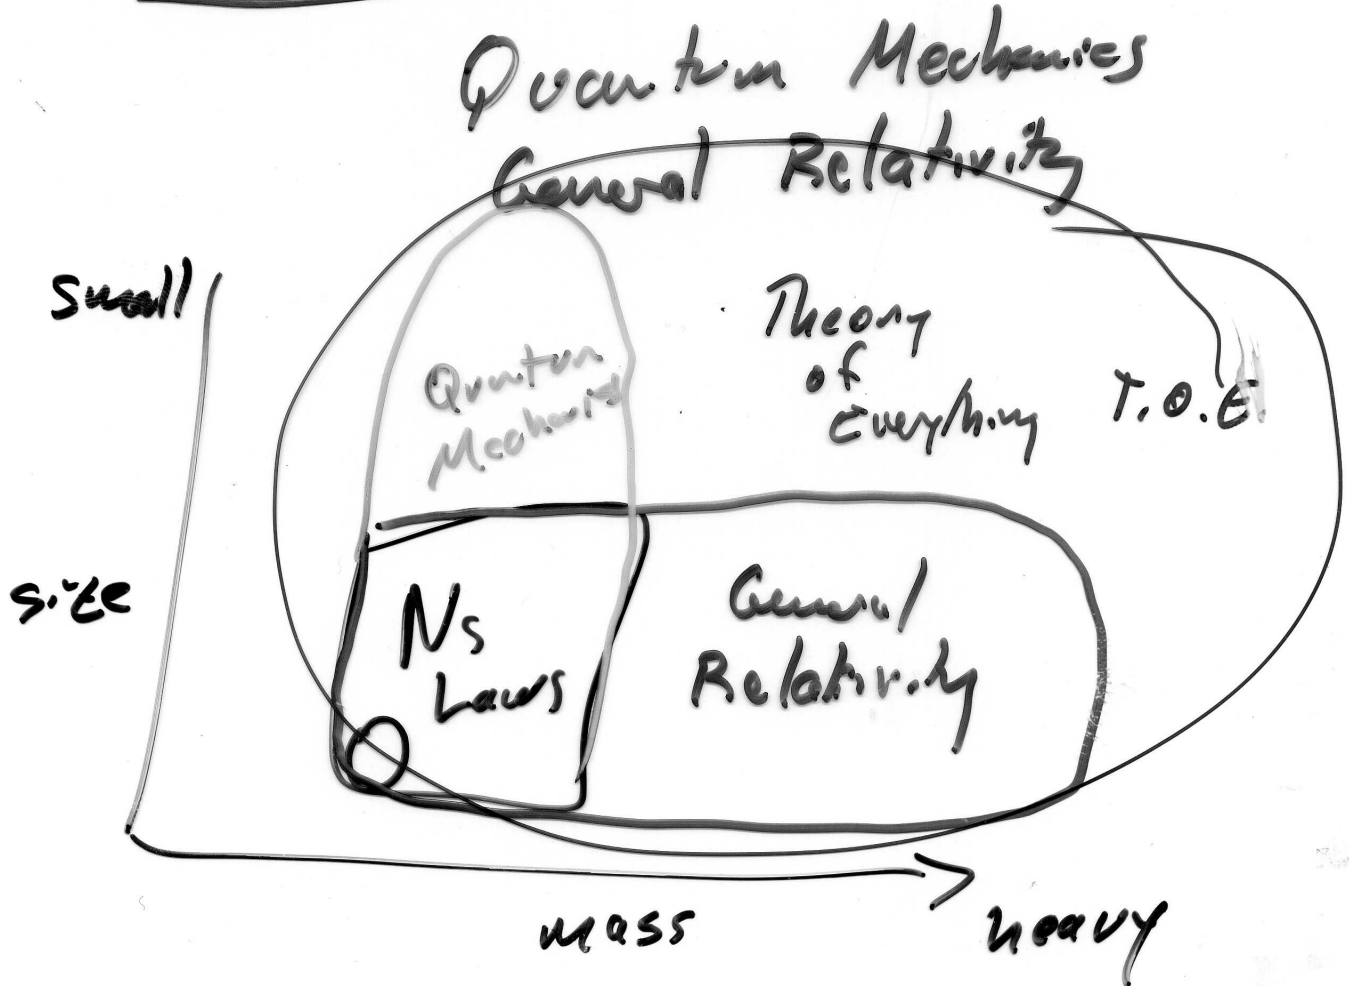 Quantum Mechanics
General Relativity
small
Theory
of
Everything
T.O.E.
Quantum
Mechanics
size
Ns
Laws
General
Relativity
mass
heavy